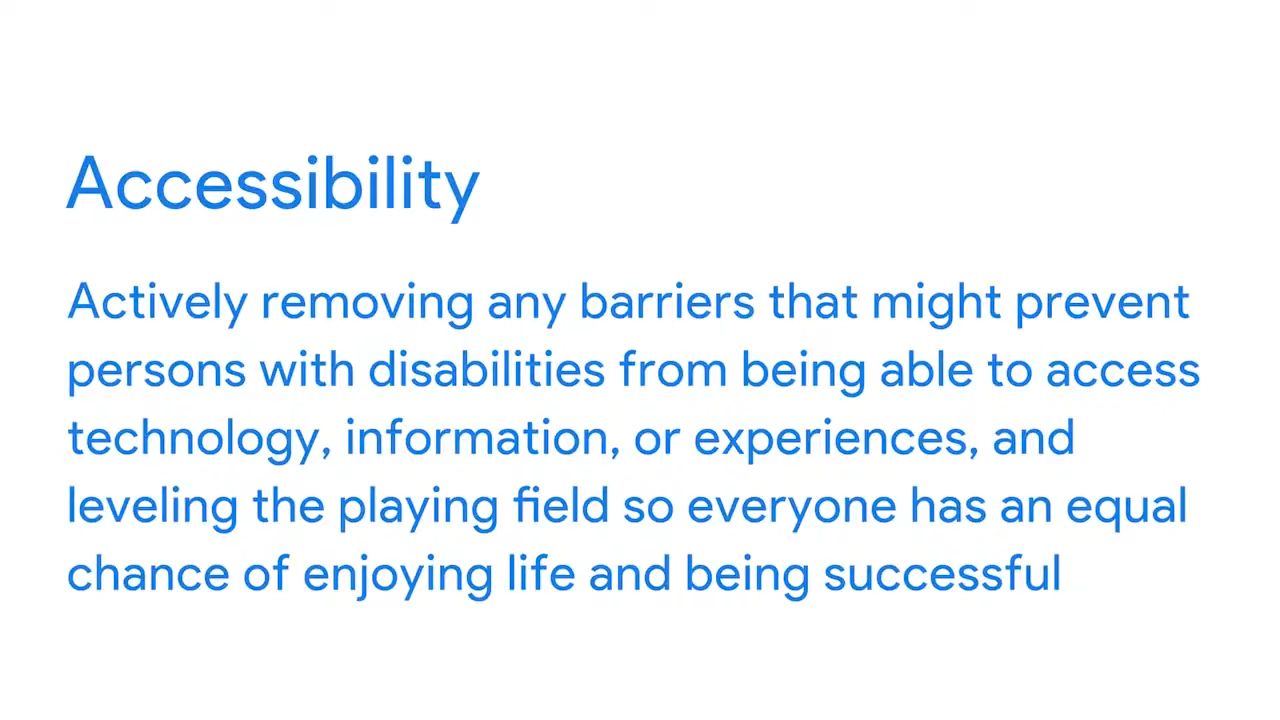 Accessibility
Actively removing any barriers that might prevent
persons with disabilities from being able to access
technology, information, or experiences, and
leveling the playing field so everyone has an equal
chance of enjoying life and being successful